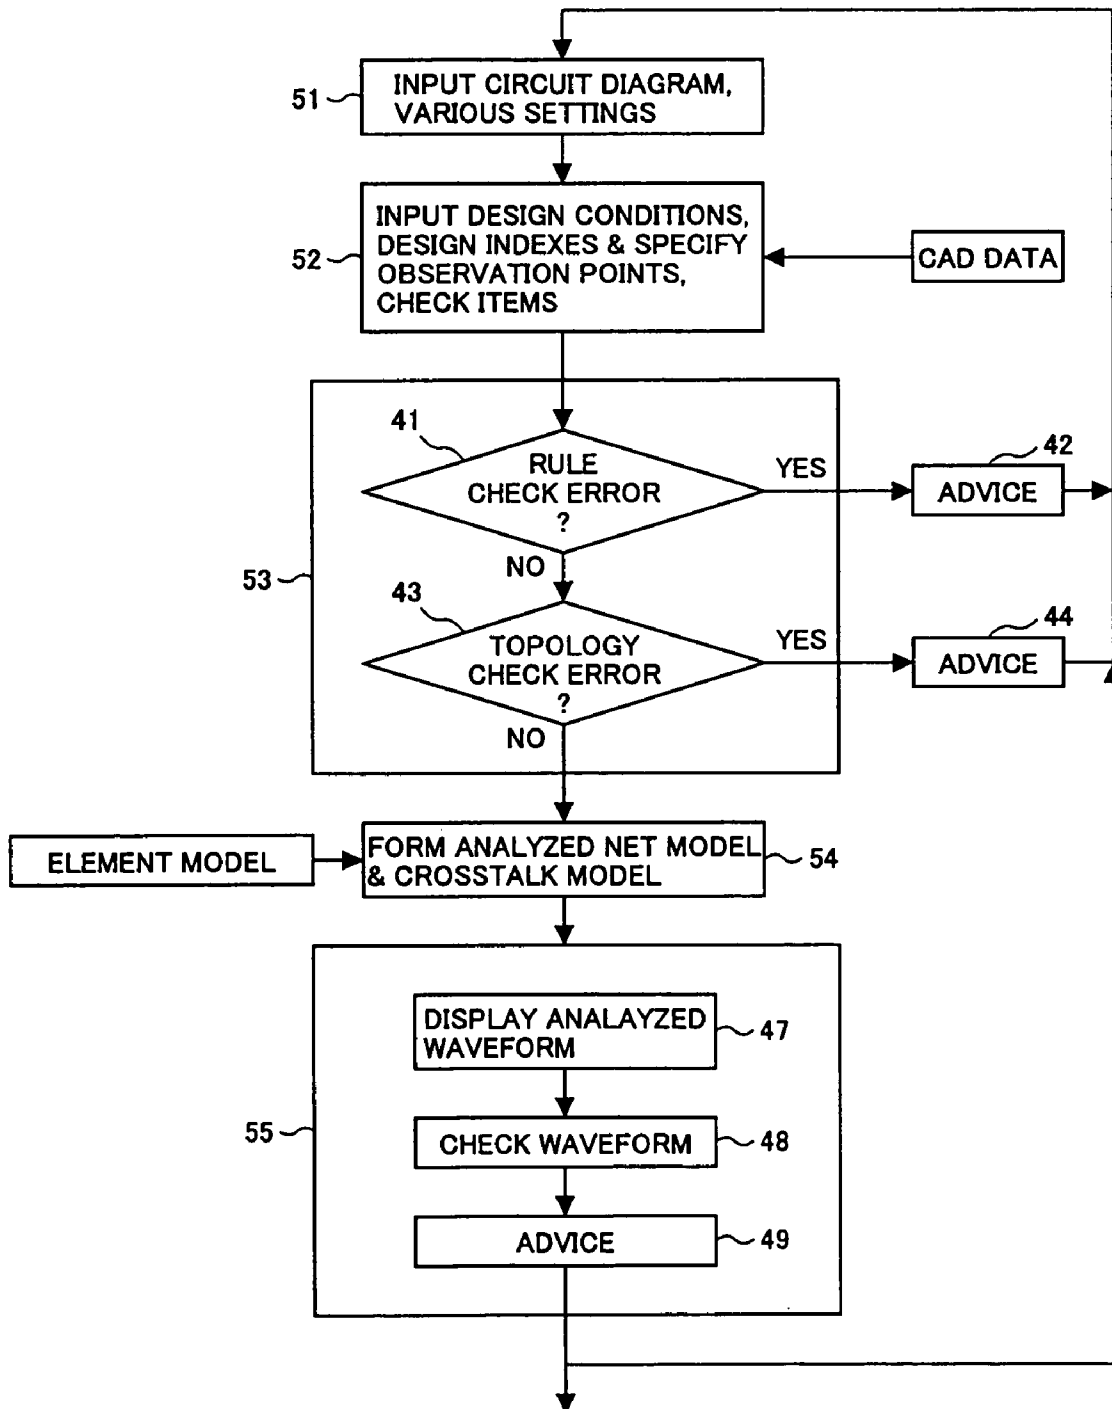 51
INPUT CIRCUIT DIAGRAM,
VARIOUS SETTINGS
52
INPUT DESIGN CONDITIONS,
DESIGN INDEXES & SPECIFY
OBSERVATION POINTS,
CHECK ITEMS
CAD DATA
53
41
RULE
CHECK ERROR
?
YES
42
ADVICE
NO
43
TOPOLOGY
CHECK ERROR
?
YES
44
ADVICE
NO
ELEMENT MODEL
FORM ANALYZED NET MODEL
& CROSSTALK MODEL
54
55
DISPLAY ANALAYZED
WAVEFORM
47
CHECK WAVEFORM
48
ADVICE
49